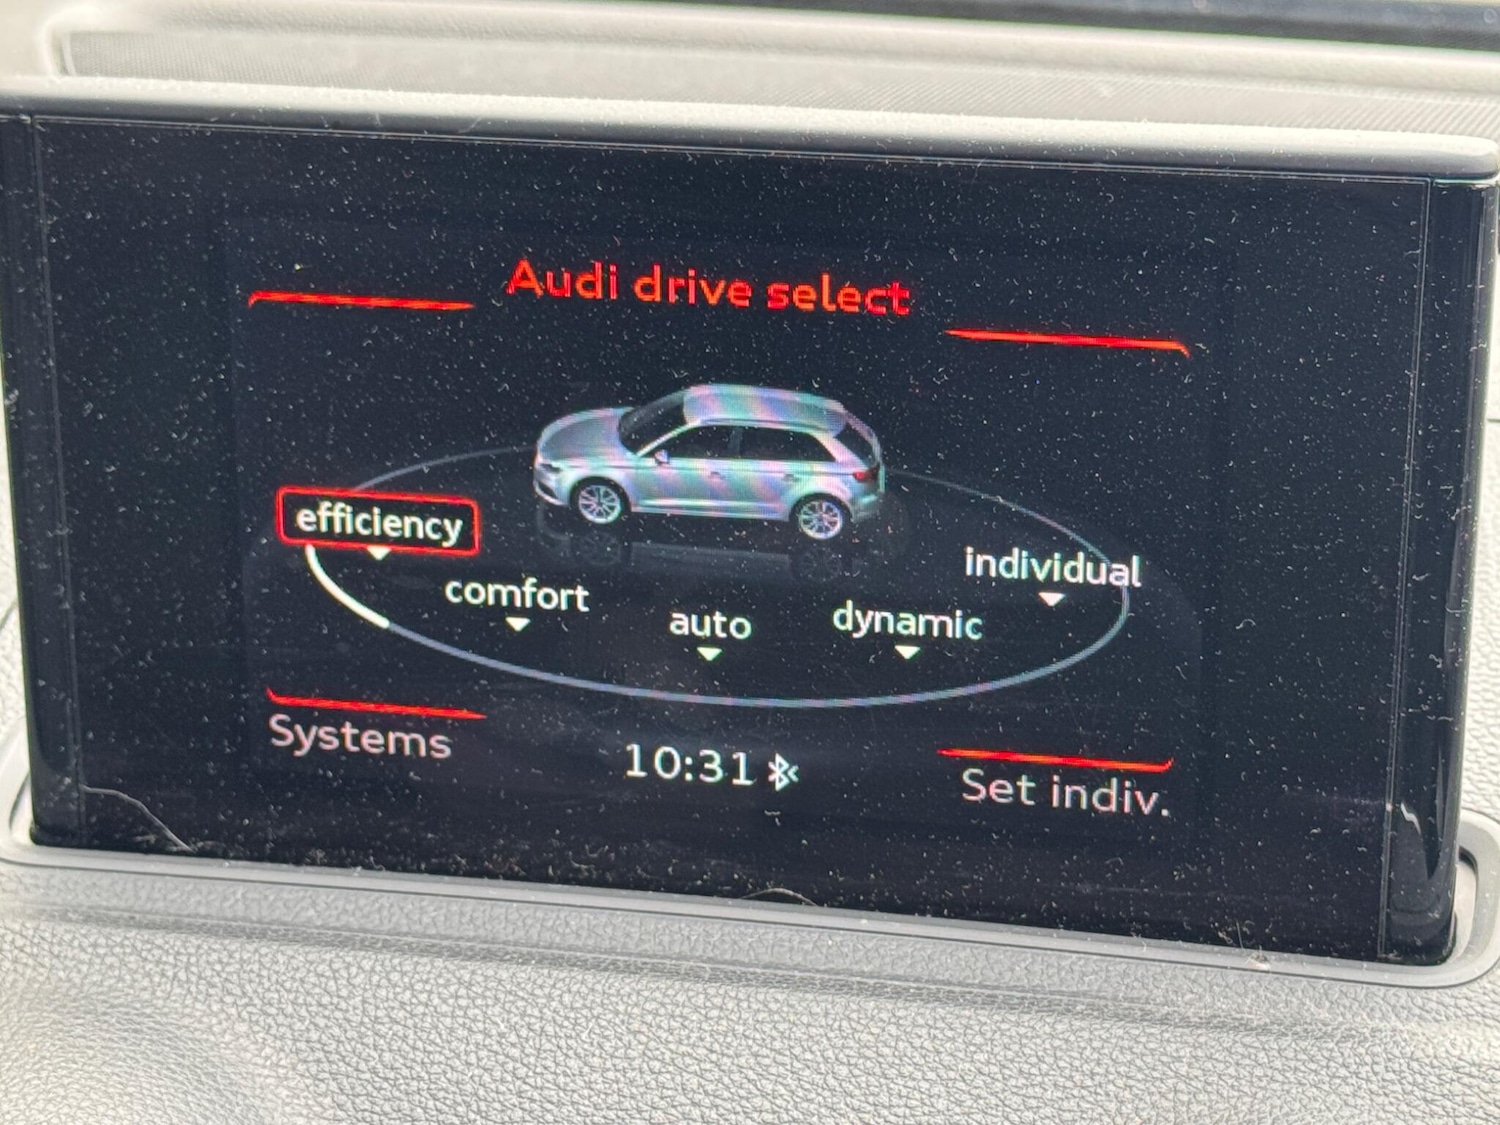 Audi drive select
efficiency
comfort
auto
dynamic
individual
Systems
10:31
Set indiv.